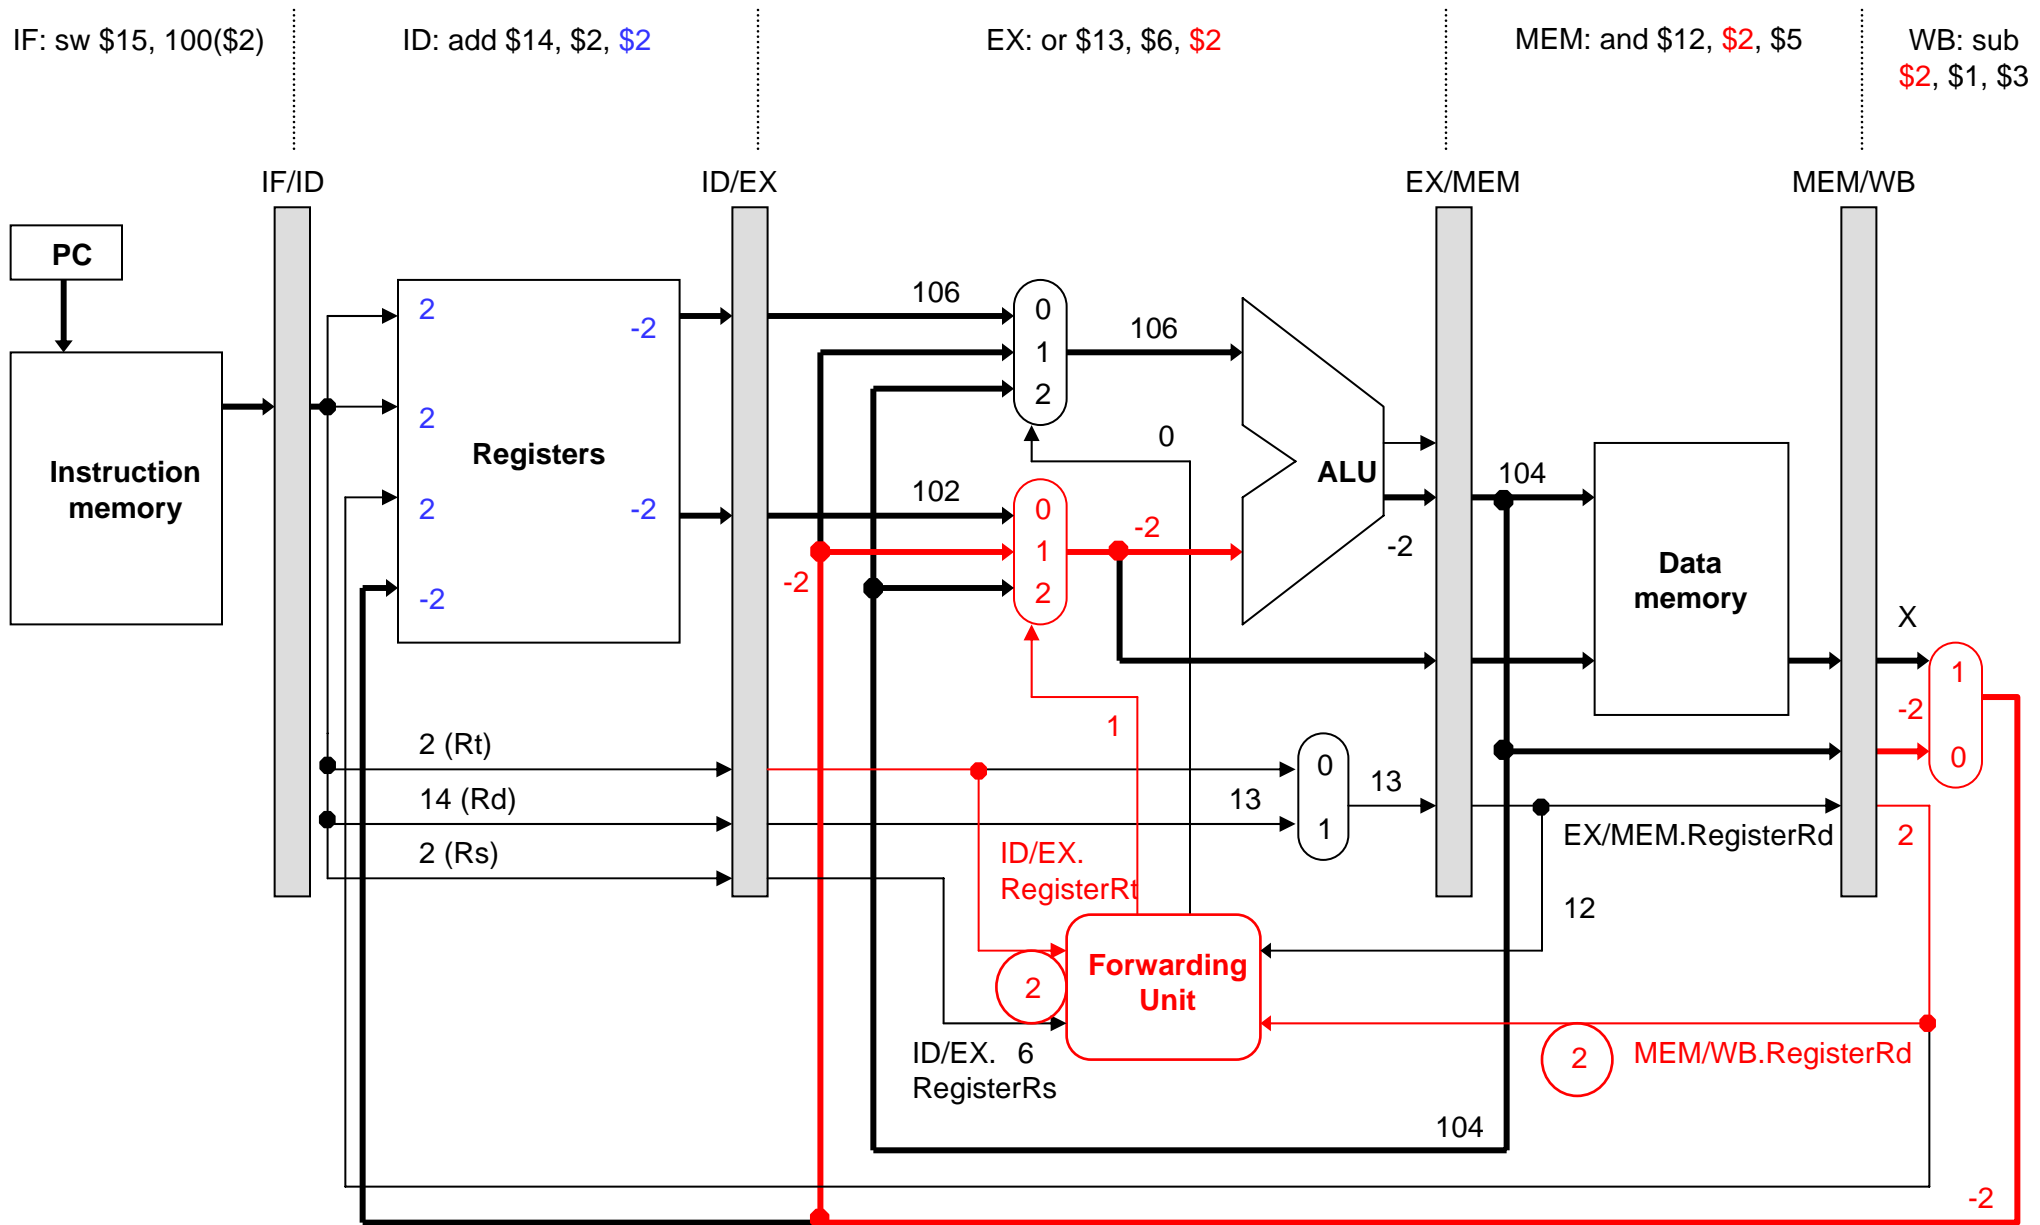 IF: sw $15, 100($2)
ID: add $14, $2, $2
EX: or $13, $6, $2
MEM: and $12, $2, $5
WB: sub
$2, $1, $3
IF/ID
ID/EX
EX/MEM
MEM/WB
PC
Instruction
memory
2
2
2
-2
Registers
-2
-2
106
0
1
2
106
0
102
0
1
2
-2
-2
ALU
-2
104
Data
memory
X
1
-2
0
1
2 (Rt)
14 (Rd)
2 (Rs)
0
1
13
13
EX/MEM.RegisterRd
2
ID/EX.
RegisterRt
12
Forwarding
Unit
2
ID/EX. 6
RegisterRs
2
MEM/WB.RegisterRd
104
-2